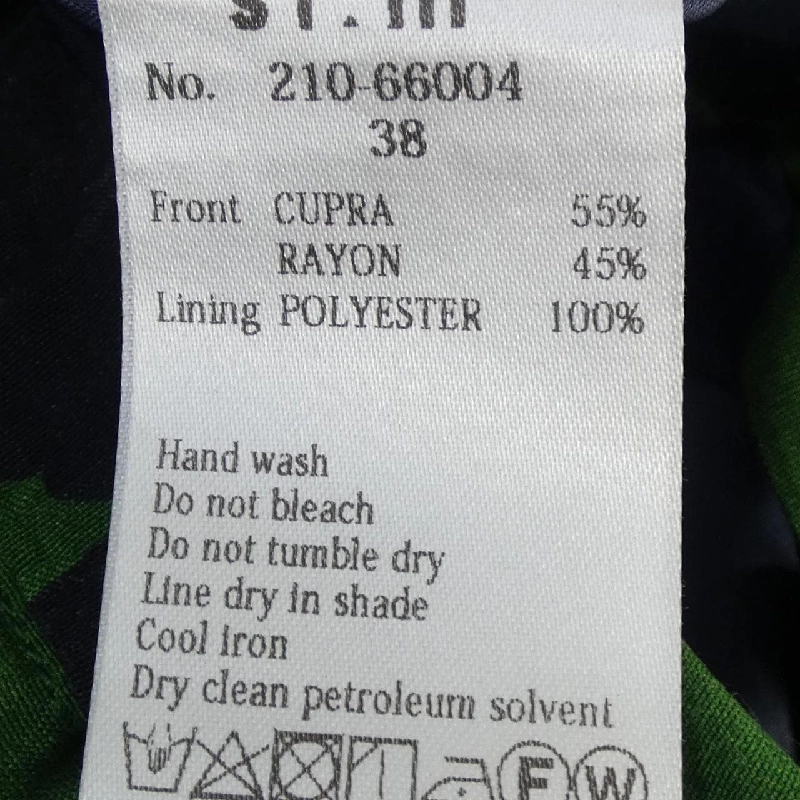 No. 210-66004
38
Front CUPRA 55%
RAYON 45%
Lining POLYESTER 100%
Hand wash
Do not bleach
Do not tumble dry
Line dry in shade
Cool iron
Dry clean petroleum solvent
F W